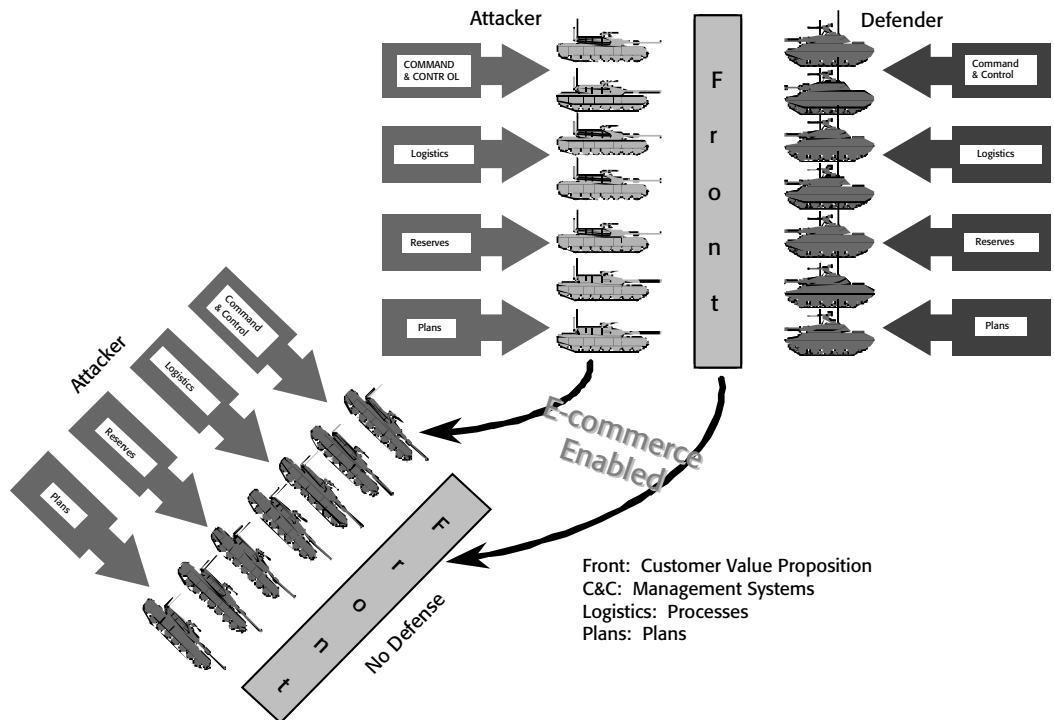 Attacker
Defender
COMMAND
& CONTR OL
Logistics
Reserves
Plans
F
r
o
n
t
Command
& Control
Logistics
Reserves
Plans
Attacker
Command
& Control
Logistics
Reserves
Plans
E-commerce
Enabled
F
r
o
n
t
No Defense
Front: Customer Value Proposition
C&C: Management Systems
Logistics: Processes
Plans: Plans